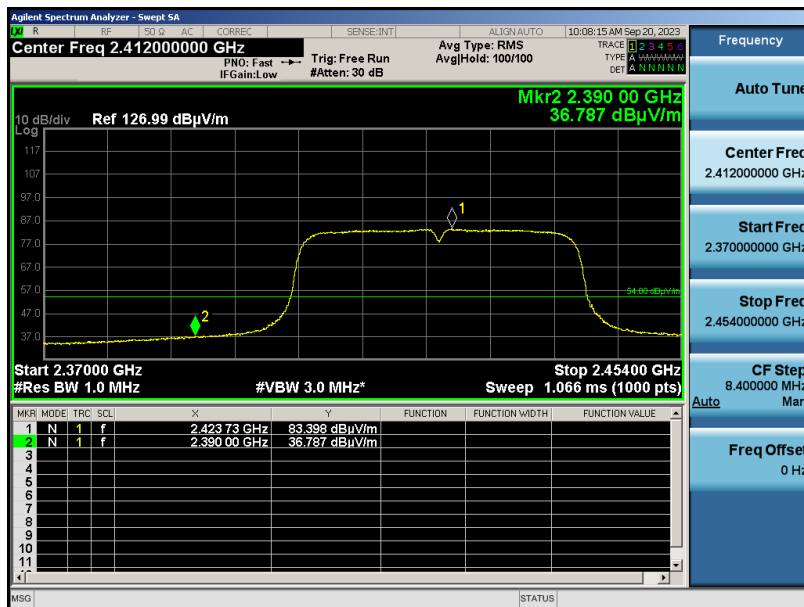 Agilent Spectrum Analyzer - Swept SA
LXI R RF 50 Ω AC CORREC SENSE:INT ALIGN AUTO 10:08:15 AM Sep 20, 2023
Center Freq 2.412000000 GHz
PNO: Fast
IFGain:Low
Trig: Free Run
#Atten: 30 dB
Avg Type: RMS
Avg|Hold: 100/100
TRACE 1 2 3 4 5 6
TYPE A WWWWW
DET A N N N N N
Mkr2 2.390 00 GHz
36.787 dBµV/m
10 dB/div Ref 126.99 dBµV/m
Log
117
107
97.0
87.0
77.0
67.0
57.0
47.0
37.0
1
2
54.00 dBµV/m
Start 2.37000 GHz Stop 2.45400 GHz
#Res BW 1.0 MHz #VBW 3.0 MHz* Sweep 1.066 ms (1000 pts)
MKR MODE TRC SCL X Y FUNCTION FUNCTION WIDTH FUNCTION VALUE
1 N 1 f 2.423 73 GHz 83.398 dBµV/m
2 N 1 f 2.390 00 GHz 36.787 dBµV/m
3
4
5
6
7
8
9
10
11
MSG STATUS
Frequency
Auto Tune
Center Freq
2.412000000 GHz
Start Freq
2.370000000 GHz
Stop Freq
2.454000000 GHz
CF Step
8.400000 MHz
Auto Man
Freq Offset
0 Hz